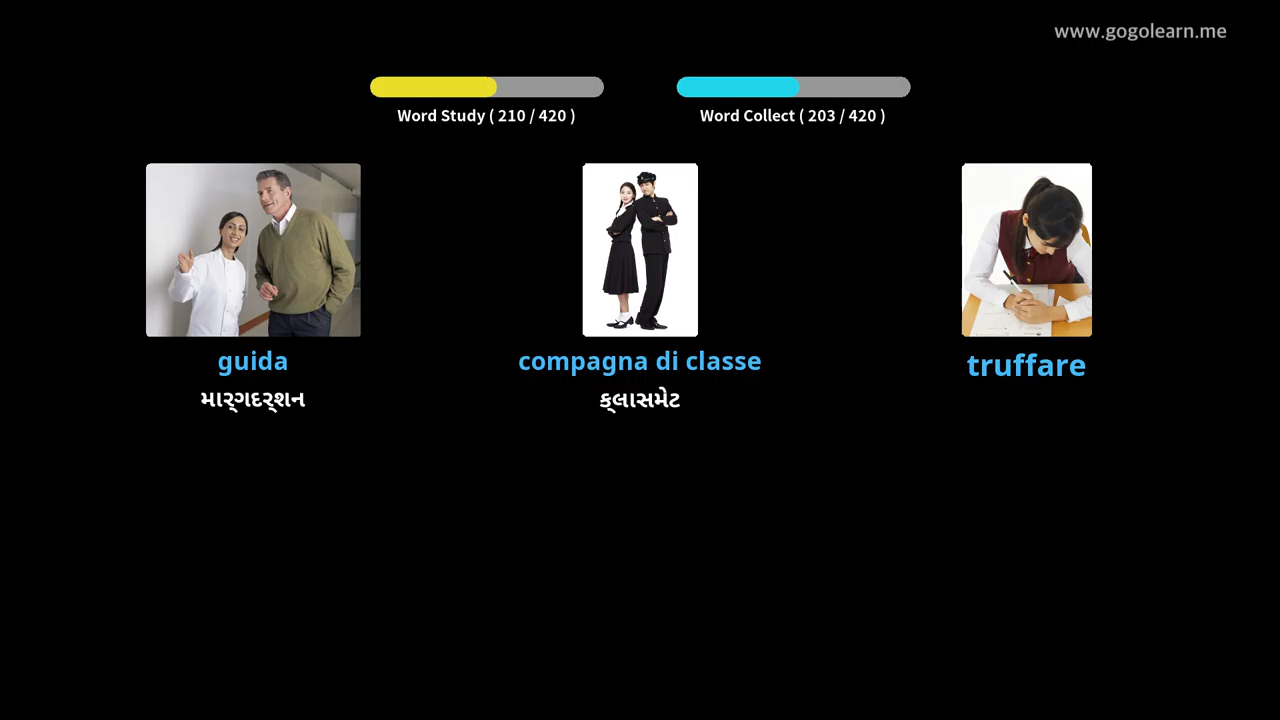 www.gogolearn.me
Word Study ( 210 / 420 )
Word Collect ( 203 / 420 )
guida
compagna di classe
truffare
માર્ગદર્શન
ક્લાસમેટ